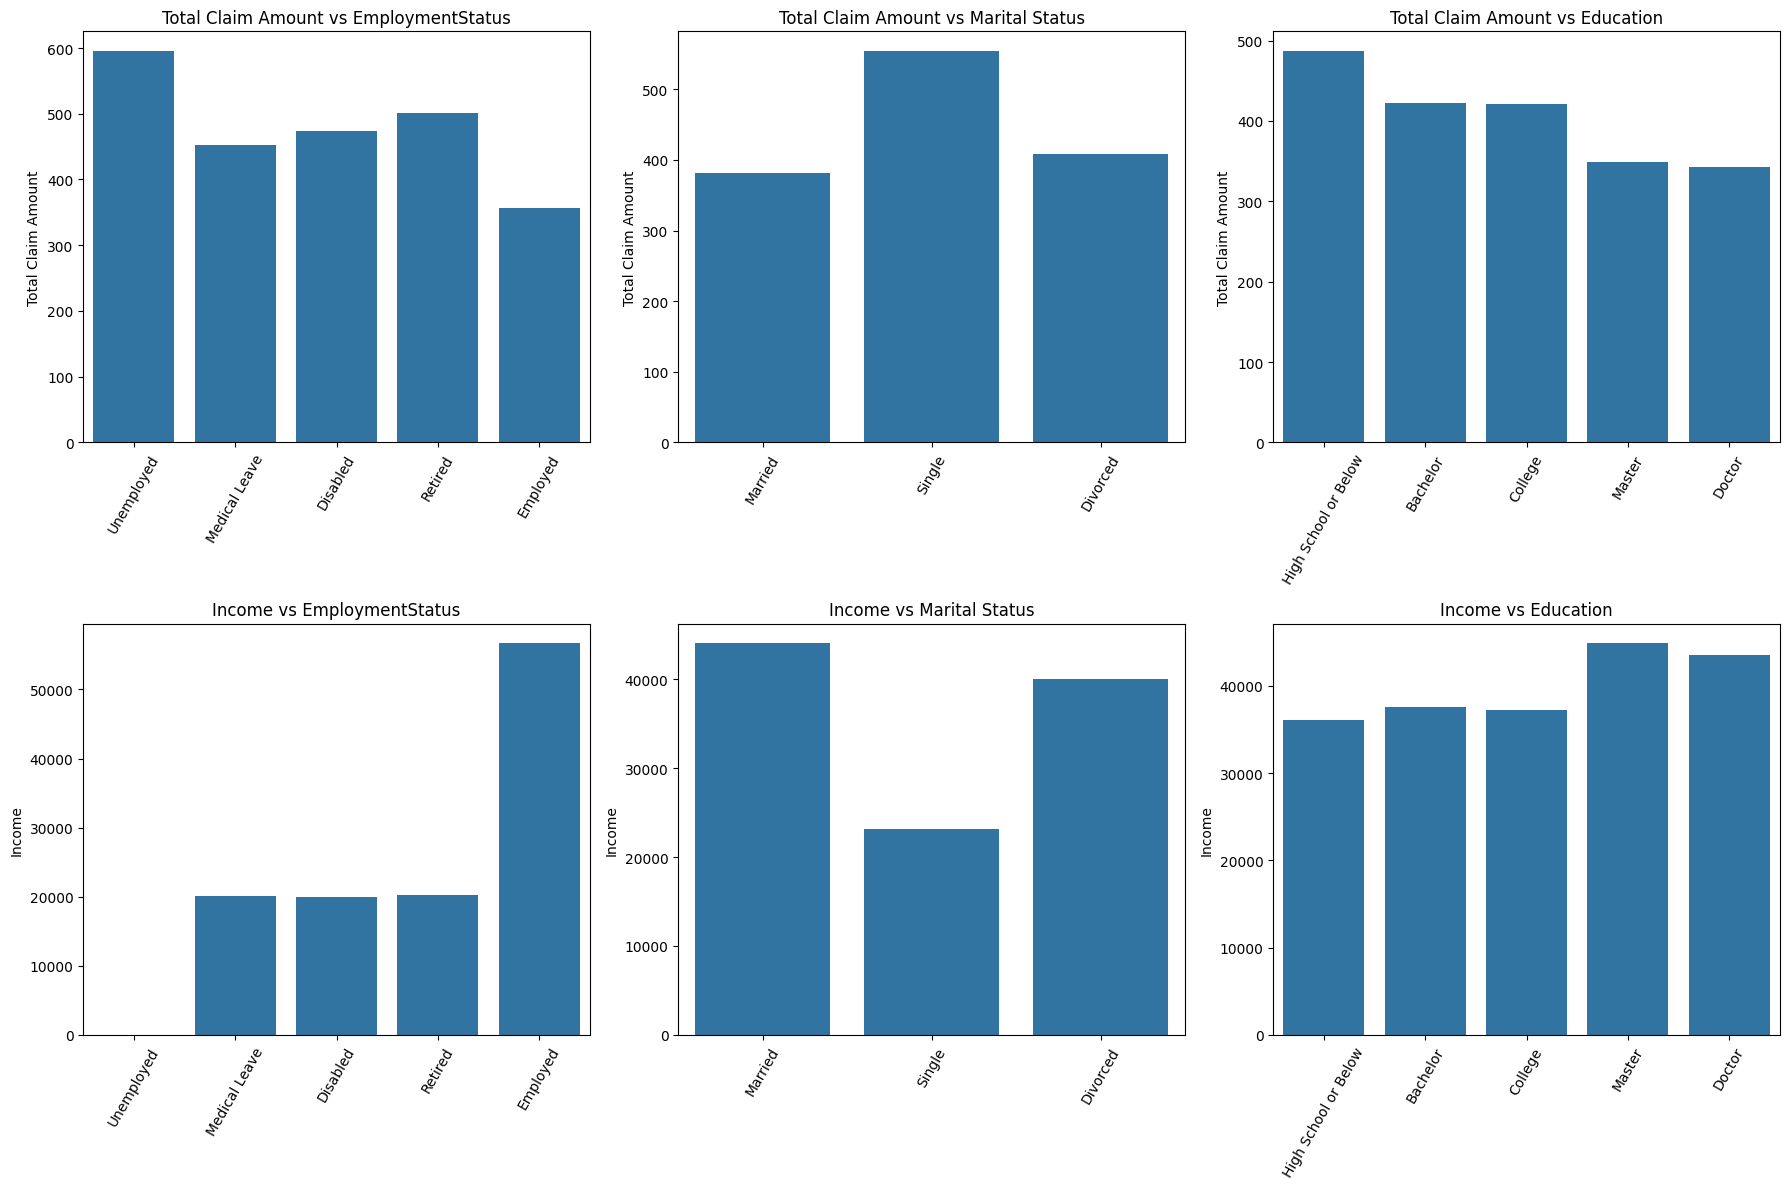 Total Claim Amount vs EmploymentStatus
Total Claim Amount
600
500
400
300
200
100
0
Unemployed
Medical Leave
Disabled
Retired
Employed
Total Claim Amount vs Marital Status
Total Claim Amount
500
400
300
200
100
0
Married
Single
Divorced
Total Claim Amount vs Education
Total Claim Amount
500
400
300
200
100
0
High School or Below
Bachelor
College
Master
Doctor
Income vs EmploymentStatus
Income
50000
40000
30000
20000
10000
0
Unemployed
Medical Leave
Disabled
Retired
Employed
Income vs Marital Status
Income
40000
30000
20000
10000
0
Married
Single
Divorced
Income vs Education
Income
40000
30000
20000
10000
0
High School or Below
Bachelor
College
Master
Doctor